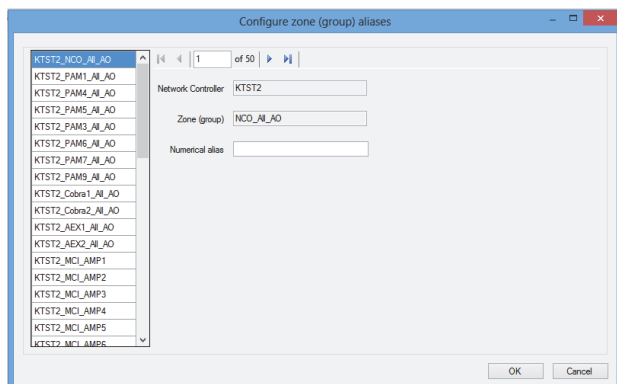 Configure zone (group) aliases
KTST2_NCO_All_AO
KTST2_PAM1_All_AO
KTST2_PAM4_All_AO
KTST2_PAM5_All_AO
KTST2_PAM3_All_AO
KTST2_PAM6_All_AO
KTST2_PAM7_All_AO
KTST2_PAM9_All_AO
KTST2_Cobra1_All_AO
KTST2_Cobra2_All_AO
KTST2_AEX1_All_AO
KTST2_AEX2_All_AO
KTST2_MCI_AMP1
KTST2_MCI_AMP2
KTST2_MCI_AMP3
KTST2_MCI_AMP4
KTST2_MCI_AMP5
KTST2_MCI_AMP6
1 of 50
Network Controller KTST2
Zone (group) NCO_All_AO
Numerical alias
OK Cancel